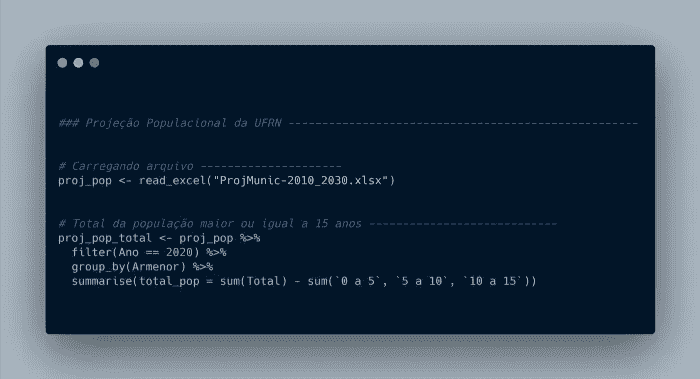 ### Projeção Populacional da UFRN ---------------------------------------------------
# Carregando arquivo ---------------------
proj_pop <- read_excel("ProjMunic-2010_2030.xlsx")
# Total da população maior ou igual a 15 anos ----------------------------
proj_pop_total <- proj_pop %>%
filter(Ano == 2020) %>%
group_by(Armenor) %>%
summarise(total_pop = sum(Total) - sum(`0 a 5`, `5 a 10`, `10 a 15`))